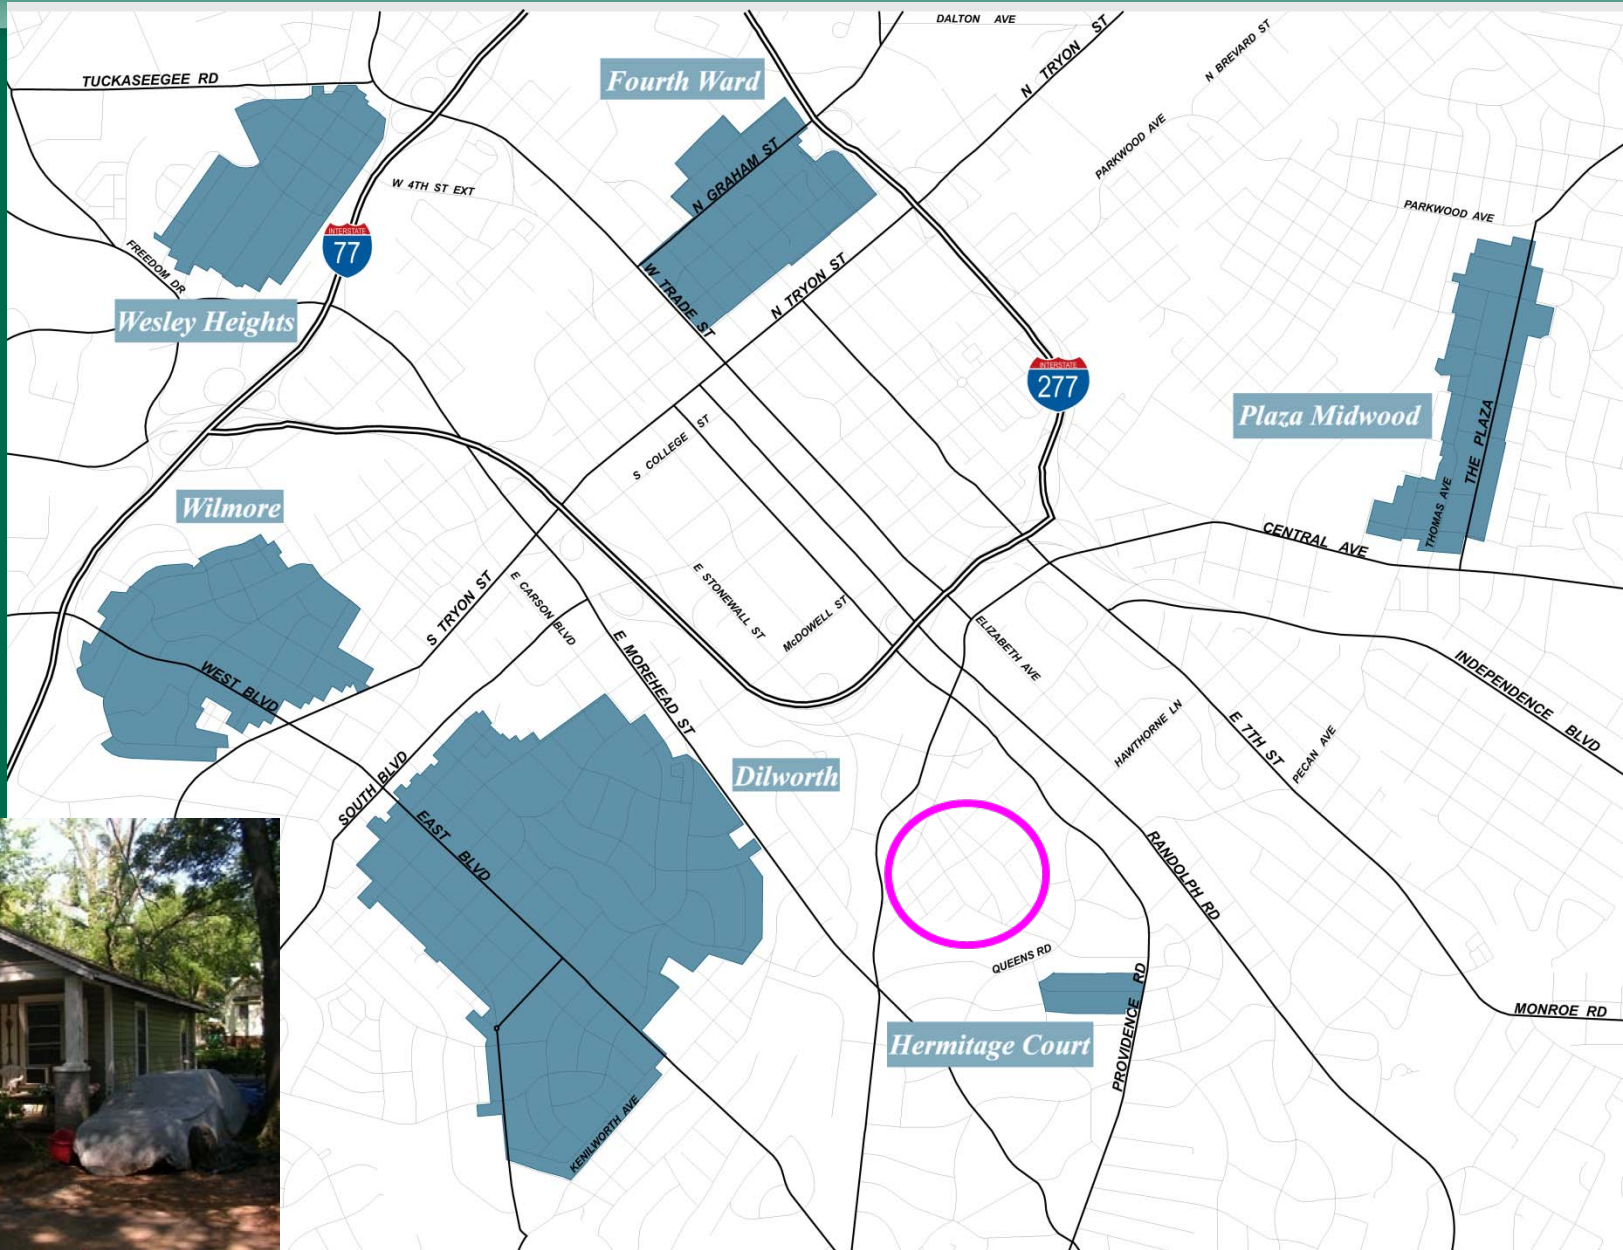 DALTON AVE
N TRYON ST
N BREVARD ST
Fourth Ward
TUCKASEEGEE RD
PARKWOOD AVE
N GRAHAM ST
W 4TH ST EXT
PARKWOOD AVE
INTERSTATE
77
FREEDOM DR
W TRADE ST
N TRYON ST
Wesley Heights
INTERSTATE
277
Plaza Midwood
THE PLAZA
S COLLEGE ST
Wilmore
THOMAS AVE
CENTRAL AVE
S TRYON ST
E CARSON BLVD
E STONEWALL ST
McDOWELL ST
ELIZABETH AVE
E MOREHEAD ST
WEST BLVD
INDEPENDENCE BLVD
HAWTHORNE LN
E 7TH ST
PECAN AVE
Dilworth
SOUTH BLVD
EAST BLVD
RANDOLPH RD
QUEENS RD
PROVIDENCE RD
MONROE RD
Hermitage Court
KENILWORTH AVE